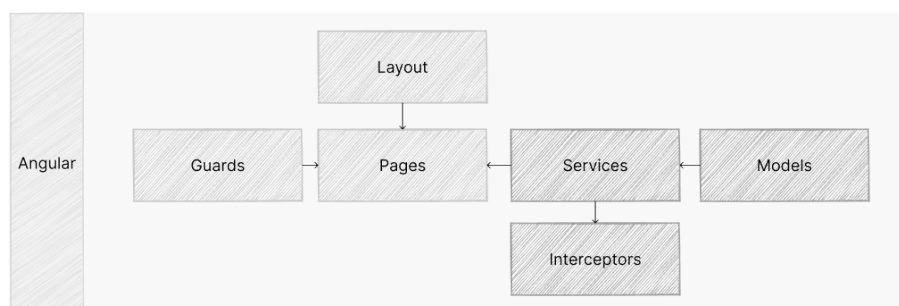 Layout
Angular
Guards
Pages
Services
Models
Interceptors